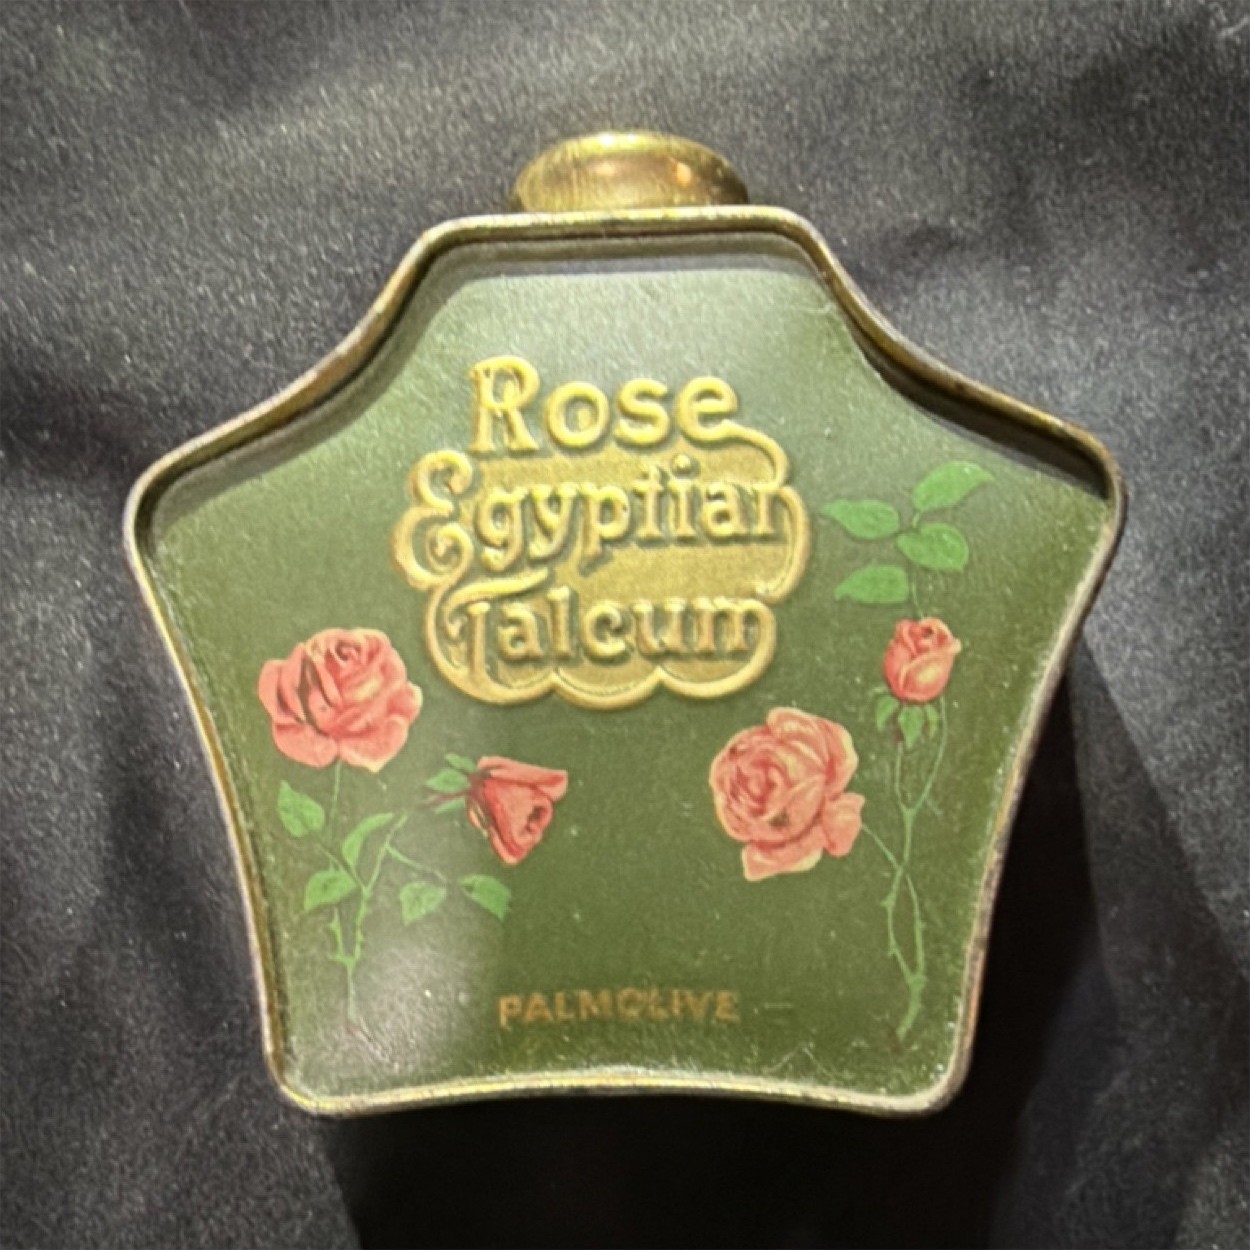 Rose
Egyptian
Talcum
PALMOLIVE